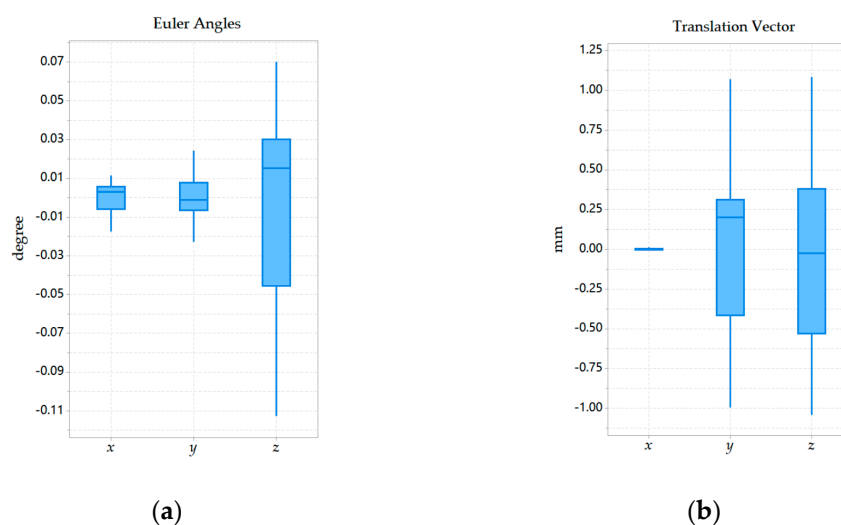 Euler Angles
0.07
0.05
0.03
0.01
-0.01
-0.03
-0.05
-0.07
-0.09
-0.11
degree
x
y
z
(a)
Translation Vector
1.25
1.00
0.75
0.50
0.25
0.00
-0.25
-0.50
-0.75
-1.00
mm
x
y
z
(b)